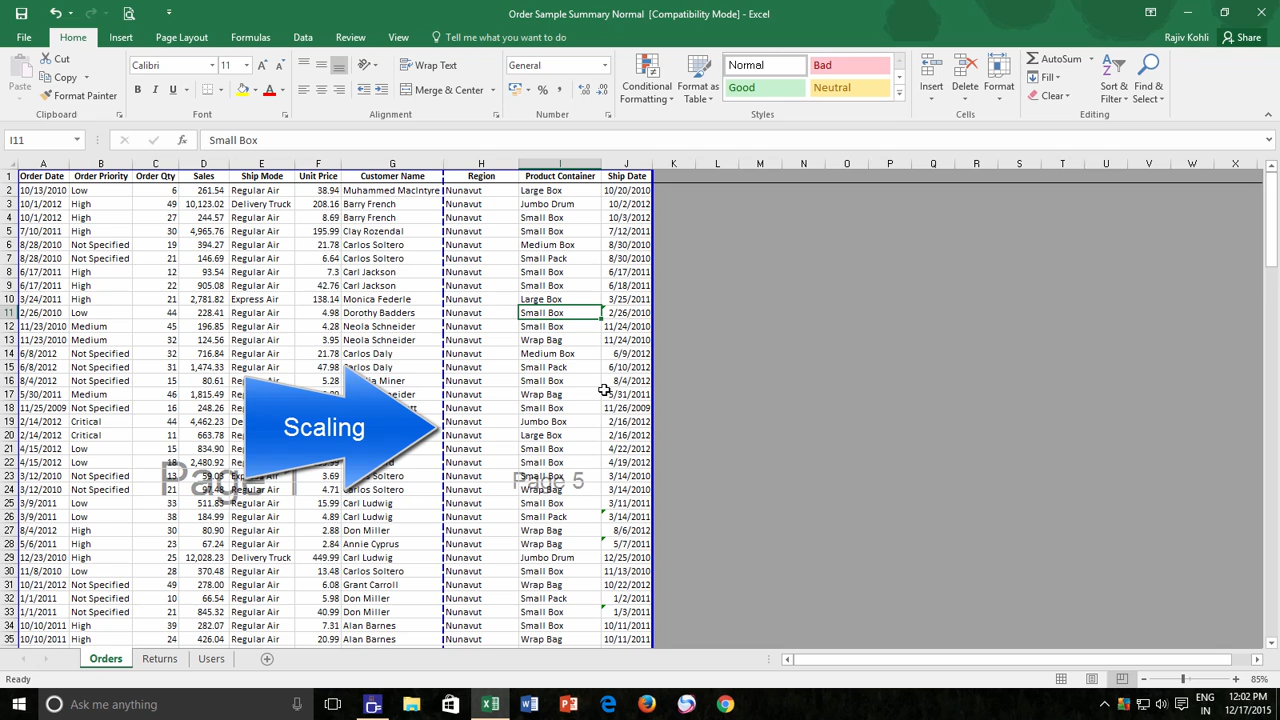 Order Sample Summary Normal  [Compatibility Mode] - Excel
File Home Insert Page Layout Formulas Data Review View Tell me what you want to do Rajiv Kohli Share
Cut
Copy
Format Painter
Paste
Clipboard
Calibri 11
B I U
Font
Wrap Text
Merge & Center
Alignment
General
Number
Conditional Formatting
Format as Table
Normal Bad
Good Neutral
Styles
Insert Delete Format
Cells
AutoSum
Fill
Clear
Sort & Filter
Find & Select
Editing
I11 Small Box
A B C D E F G H I J K L M N O P Q R S T U V W X
1 Order Date Order Priority Order Qty Sales Ship Mode Unit Price Customer Name Region Product Container Ship Date
2 10/13/2010 Low 6 261.54 Regular Air 38.94 Muhammed MacIntyre Nunavut Large Box 10/20/2010
3 10/1/2012 High 49 10,123.02 Delivery Truck 208.16 Barry French Nunavut Jumbo Drum 10/2/2012
4 10/1/2012 High 27 244.57 Regular Air 8.69 Barry French Nunavut Small Box 10/3/2012
5 7/10/2011 High 30 4,965.76 Regular Air 195.99 Clay Rozendal Nunavut Small Box 7/12/2011
6 8/28/2010 Not Specified 19 394.27 Regular Air 21.78 Carlos Soltero Nunavut Medium Box 8/30/2010
7 8/28/2010 Not Specified 21 146.69 Regular Air 6.64 Carlos Soltero Nunavut Small Pack 8/30/2010
8 6/17/2011 High 12 93.54 Regular Air 7.3 Carl Jackson Nunavut Small Box 6/17/2011
9 6/17/2011 High 22 905.08 Regular Air 42.76 Carl Jackson Nunavut Small Box 6/18/2011
10 3/24/2011 High 21 2,781.82 Express Air 138.14 Monica Federle Nunavut Large Box 3/25/2011
11 2/26/2010 Low 44 228.41 Regular Air 4.98 Dorothy Badders Nunavut Small Box 2/26/2010
12 11/23/2010 Medium 45 196.85 Regular Air 4.28 Neola Schneider Nunavut Small Box 11/24/2010
13 11/23/2010 Medium 32 124.56 Regular Air 3.95 Neola Schneider Nunavut Wrap Bag 11/24/2010
14 6/8/2012 Not Specified 32 716.84 Regular Air 21.78 Carlos Daly Nunavut Medium Box 6/9/2012
15 6/8/2012 Not Specified 31 1,474.33 Regular Air 47.98 Carlos Daly Nunavut Small Pack 6/10/2012
16 8/4/2012 Not Specified 15 80.61 Regular Air 5.28 Miner Nunavut Small Box 8/4/2012
17 5/30/2011 Medium 46 1,815.49 Nunavut Wrap Bag 5/31/2011
18 11/25/2009 Not Specified 16 248.26 Nunavut Small Box 11/26/2009
19 2/14/2012 Critical 44 4,462.23 Nunavut Jumbo Box 2/16/2012
20 2/14/2012 Critical 11 663.78 Nunavut Large Box 2/16/2012
21 4/15/2012 Low 15 834.90 Nunavut Small Box 4/22/2012
22 4/15/2012 Low 18 2,480.92 Nunavut Small Box 4/19/2012
23 3/12/2010 Not Specified 13 59.03 3.69 Carlos Soltero Nunavut Small Box 3/14/2010
24 3/12/2010 Not Specified 21 97.48 Regular Air 4.71 Carlos Soltero Nunavut Wrap Bag 3/14/2010
25 3/9/2011 Low 33 511.83 Regular Air 15.99 Carl Ludwig Nunavut Small Box 3/11/2011
26 3/9/2011 Low 38 184.99 Regular Air 4.89 Carl Ludwig Nunavut Small Pack 3/14/2011
27 8/4/2012 High 30 80.90 Regular Air 2.88 Don Miller Nunavut Wrap Bag 8/6/2012
28 5/6/2011 High 23 67.24 Regular Air 2.84 Annie Cyprus Nunavut Wrap Bag 5/7/2011
29 12/23/2010 High 25 12,028.23 Delivery Truck 449.99 Carl Ludwig Nunavut Jumbo Drum 12/25/2010
30 11/8/2010 Low 28 370.48 Regular Air 13.48 Carlos Soltero Nunavut Small Box 11/13/2010
31 10/21/2012 Not Specified 49 278.00 Regular Air 6.08 Grant Carroll Nunavut Wrap Bag 10/22/2012
32 1/1/2011 Not Specified 10 66.54 Regular Air 5.98 Don Miller Nunavut Small Pack 1/2/2011
33 1/1/2011 Not Specified 21 845.32 Regular Air 40.99 Don Miller Nunavut Small Box 1/3/2011
34 10/10/2011 High 39 282.07 Regular Air 7.31 Alan Barnes Nunavut Small Box 10/11/2011
35 10/10/2011 High 24 426.04 Regular Air 20.99 Alan Barnes Nunavut Wrap Bag 10/11/2011
Scaling
Page 1
Page 5
Orders Returns Users
Ready 85%
Ask me anything
ENG 12:02 PM
IN 12/17/2015